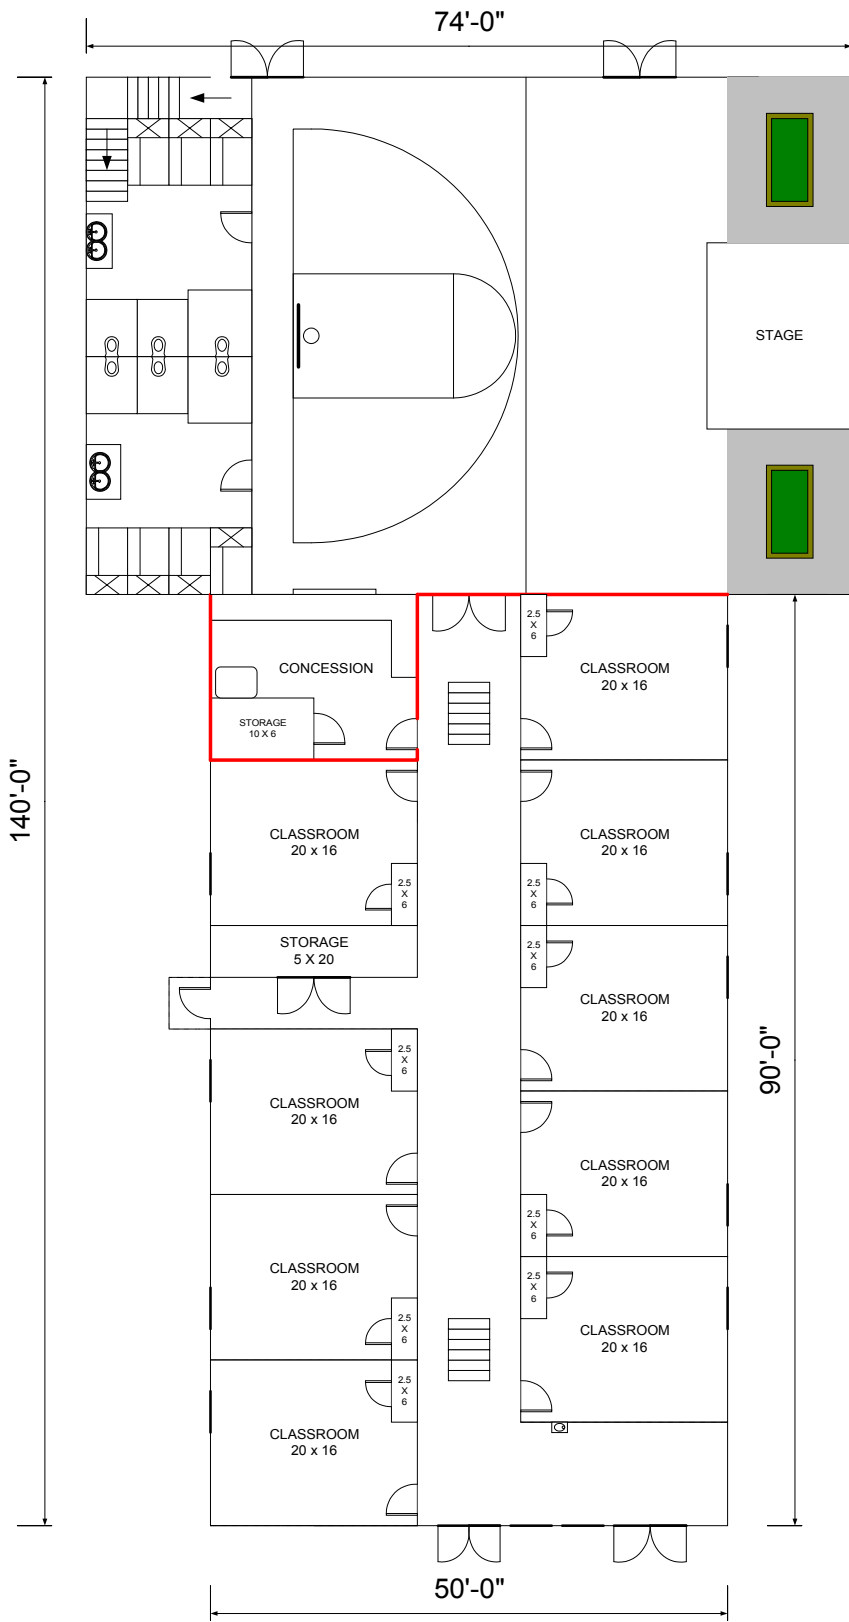 74'-0"
STAGE
140'-0"
2.5
X
6
CONCESSION
CLASSROOM
20 x 16
STORAGE
10 X 6
CLASSROOM
20 x 16
CLASSROOM
20 x 16
2.5
X
6
2.5
X
6
STORAGE
5 X 20
2.5
X
6
CLASSROOM
20 x 16
90'-0"
2.5
X
6
CLASSROOM
20 x 16
CLASSROOM
20 x 16
2.5
X
6
CLASSROOM
20 x 16
2.5
X
6
2.5
X
6
CLASSROOM
20 x 16
2.5
X
6
CLASSROOM
20 x 16
50'-0"